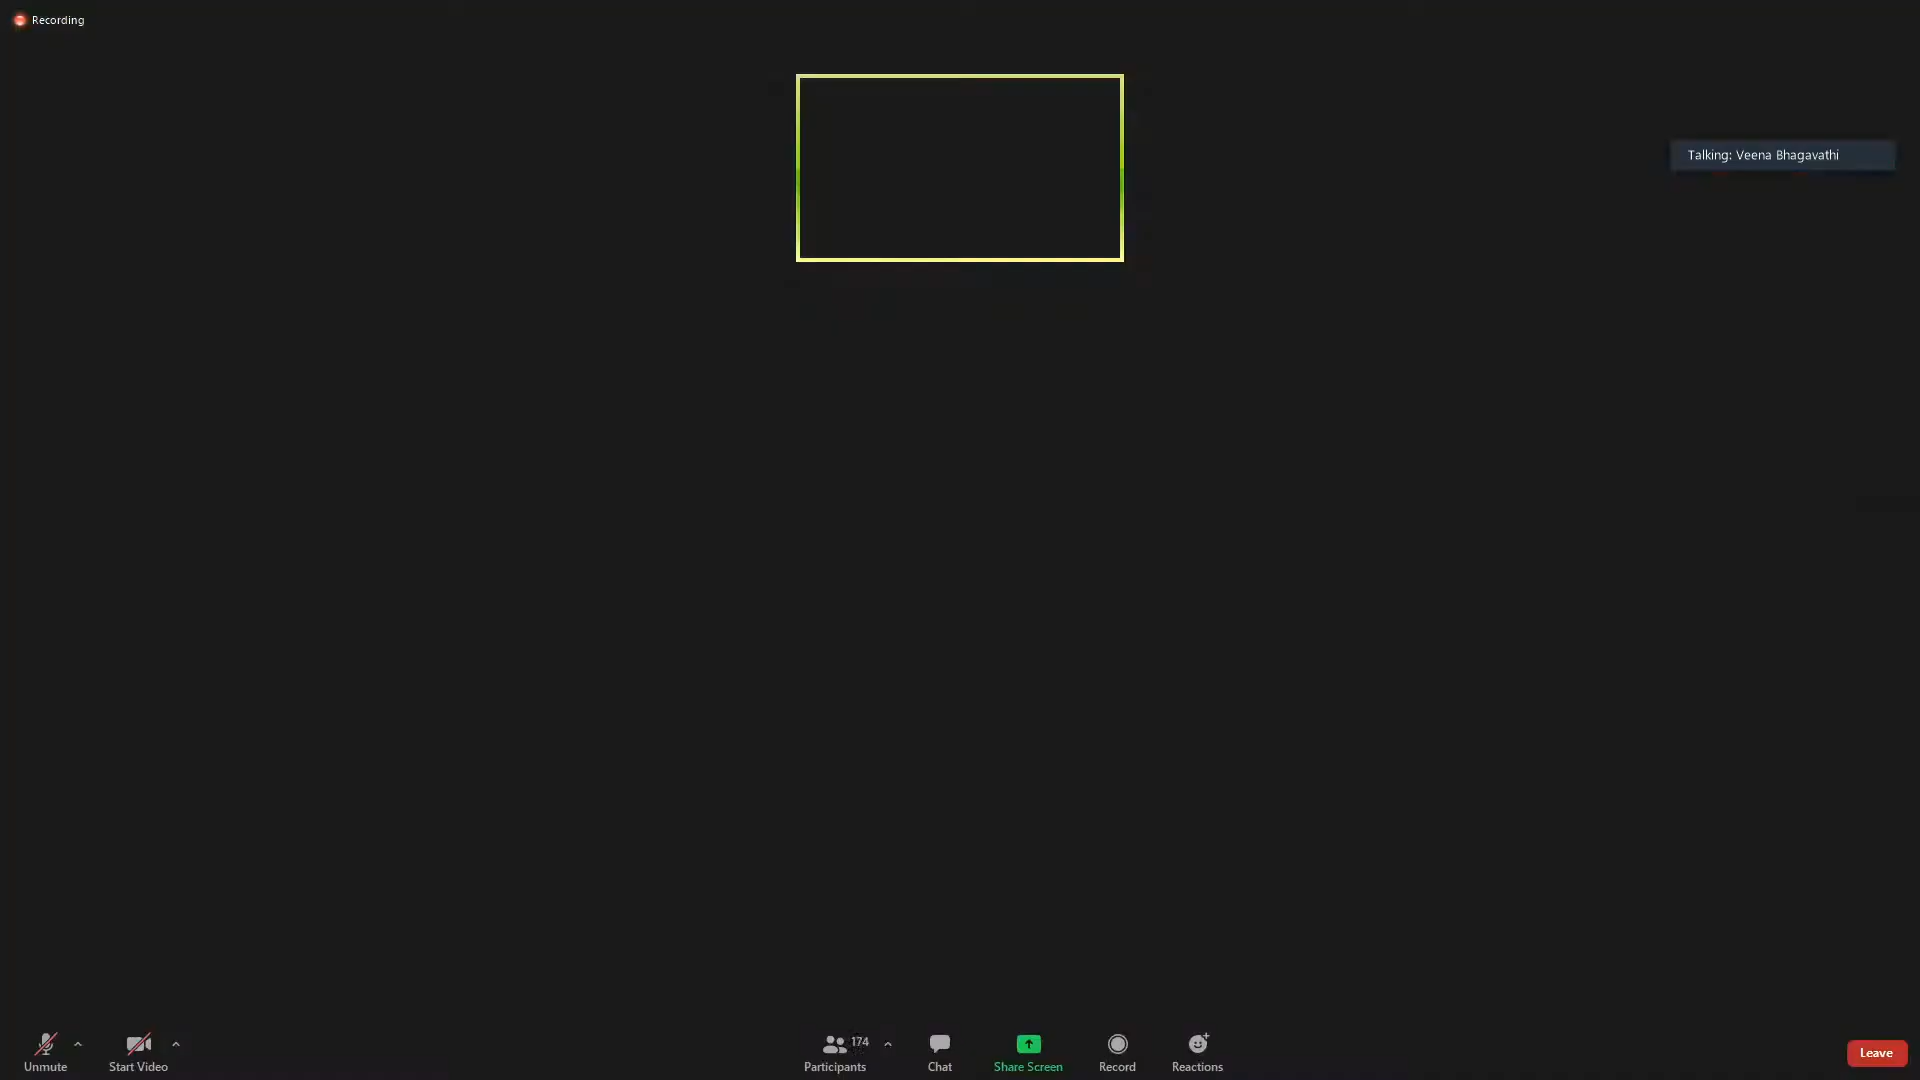 Recording
Talking: Veena Bhagavathi
174
Unmute
Start Video
Participants
Chat
Share Screen
Record
Reactions
Leave